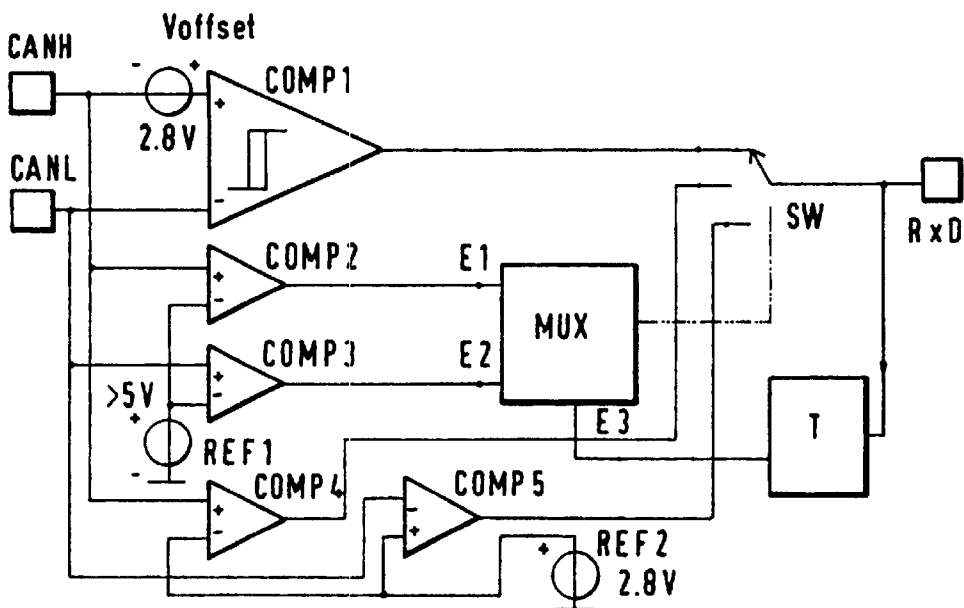 Voffset
CANH
- +
COMP1
+
2.8V
CANL
-
SW
RxD
COMP2
+
-
E1
MUX
COMP3
+
-
E2
>5V
+
E3
T
REF1
-
COMP4
+
-
COMP5
-
+
REF2
+
2.8V